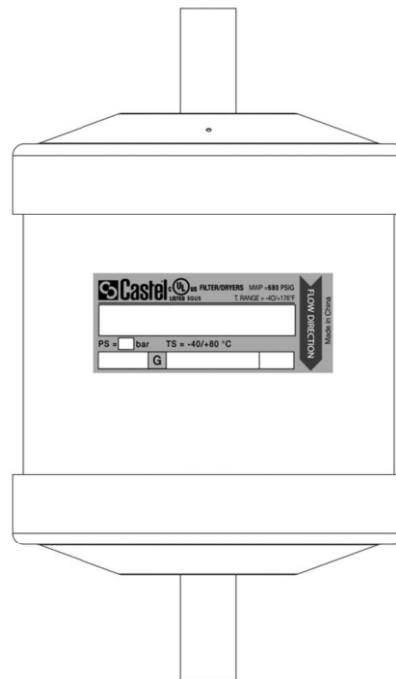 Castel c UL us FILTER/DRYERS MWP =680 PSIG
LISTED SGUS T. RANGE = -40/+176°F
PS = bar TS = -40/+80 °C
G
FLOW DIRECTION
Made in China